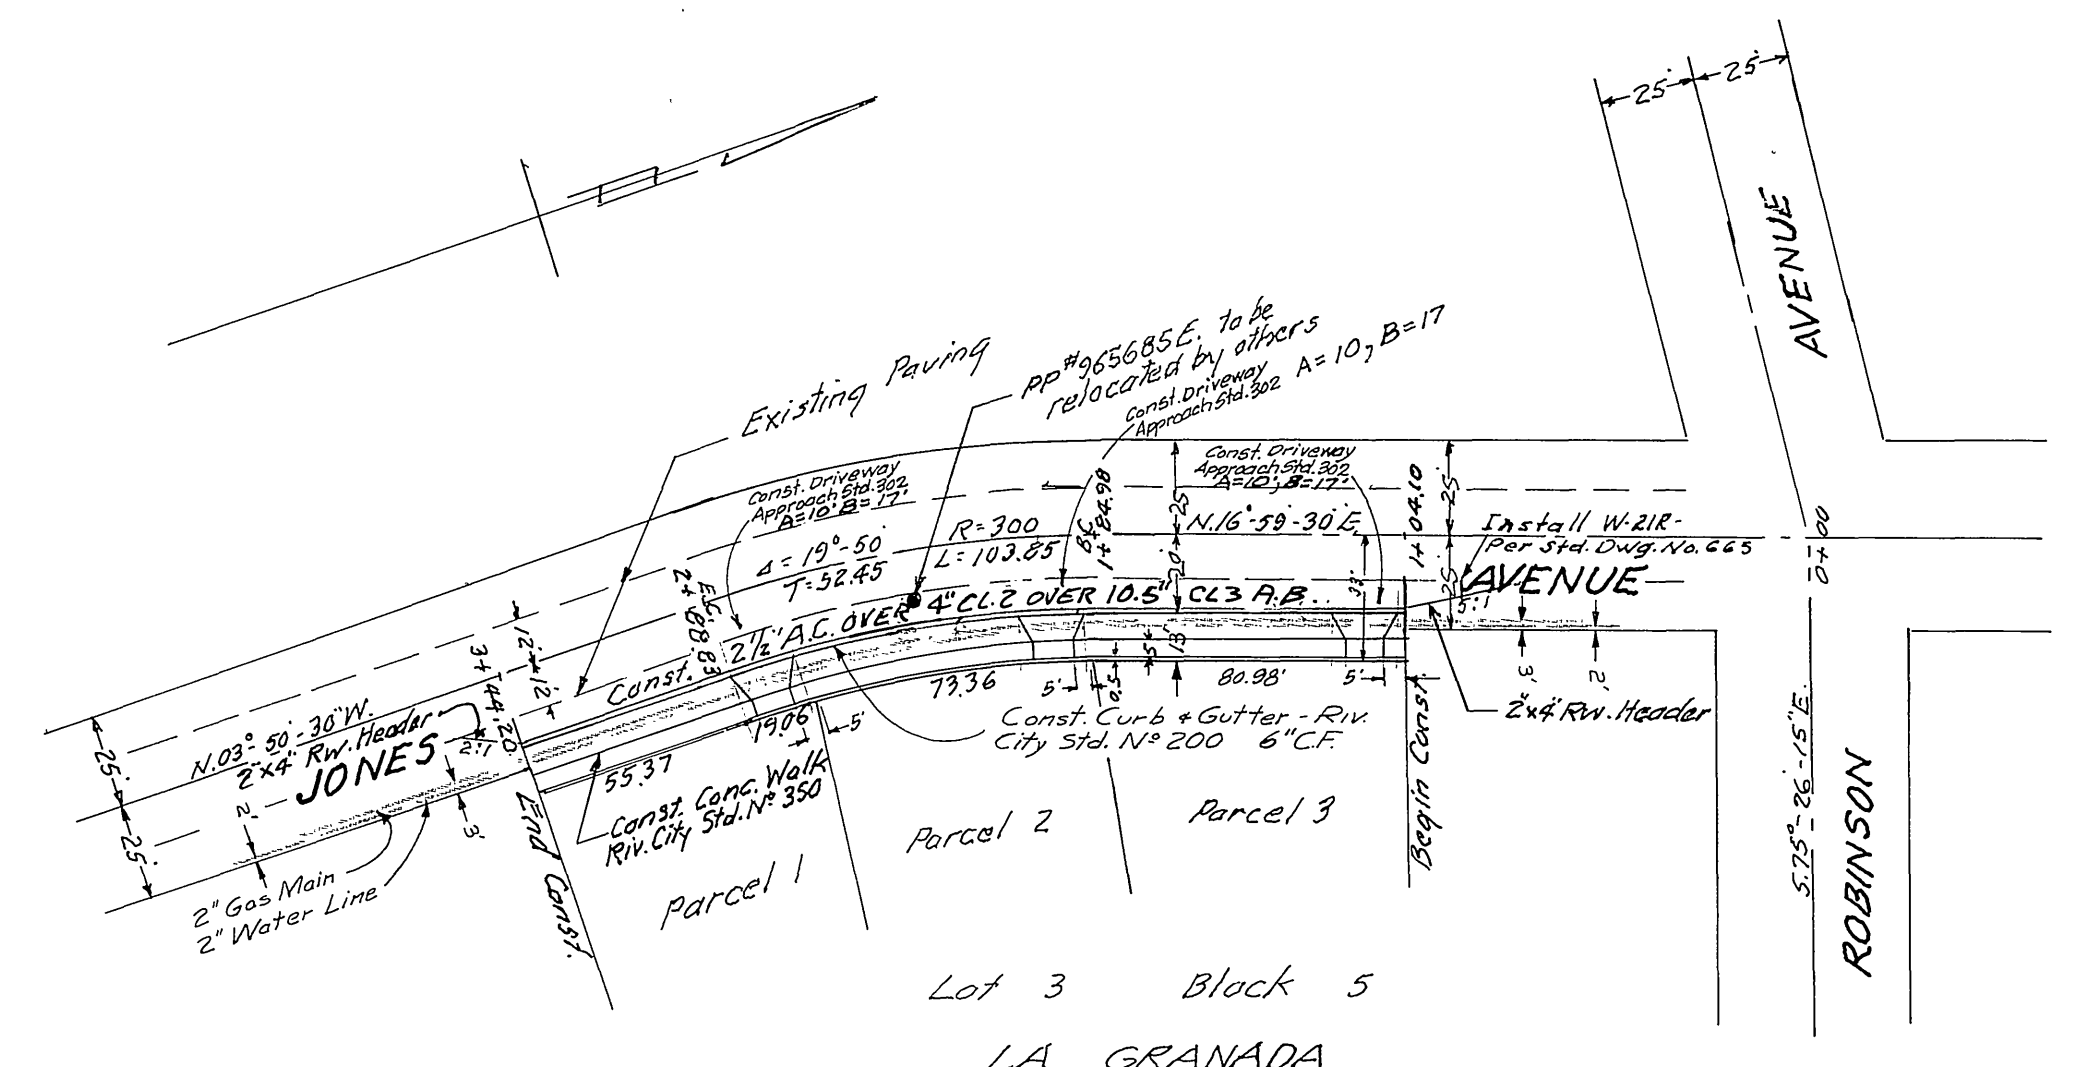 25'
25'
AVENUE
Existing Paving
PP #965685E. to be
relocated by others
Const. Driveway
Approach Std. 302
A=10, B=17
Const. Driveway
Approach Std. 302
A=10' B=17'
Const. Driveway
Approach Std. 302
A=10', B=17'
Δ = 19°-50
T=52.45
R=300
L=103.85
B.C.
1+84.98
25
20'
N.16°-59'-30"E
1+04.10
25'
25'
Install W-21R-
Per Std. Dwg. No. 665
AVENUE
0+00
5:1
33'
E.C.
2+88.83
Const. 2½" A.C. OVER 4" CL.2 OVER 10.5" CL3 A.B.
3+44.20
12'
12'
N.03°-50'-30"W.
2"x4" Rw. Header
JONES
2:1
25'
25'
2'
3'
2" Gas Main
2" Water Line
End Const.
55.37
19.06'
5'
73.36
5'
0.5'
5'
13'
80.98'
5'
3'
2'
2"x4" Rw. Header
Const. Curb & Gutter - Riv.
City Std. Nº 200 6" C.F.
Const. Conc. Walk
Riv. City Std. Nº 350
Parcel 1
Parcel 2
Parcel 3
Begin Const.
S.75°-26'-15"E.
ROBINSON
Lot 3 Block 5
LA GRANADA